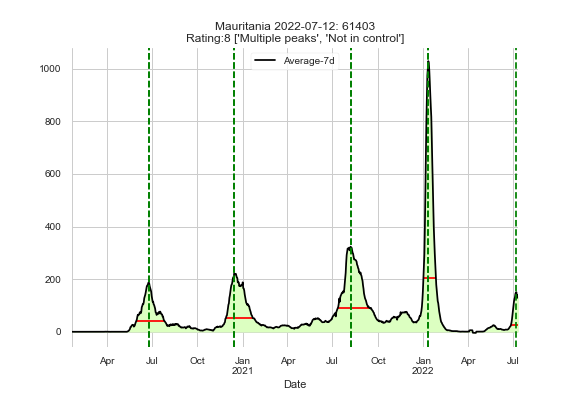 Mauritania 2022-07-12: 61403
Rating:8 ['Multiple peaks', 'Not in control']
Average-7d
1000
800
600
400
200
0
Apr Jul Oct Jan Apr Jul Oct Jan Apr Jul
2021 2022
Date